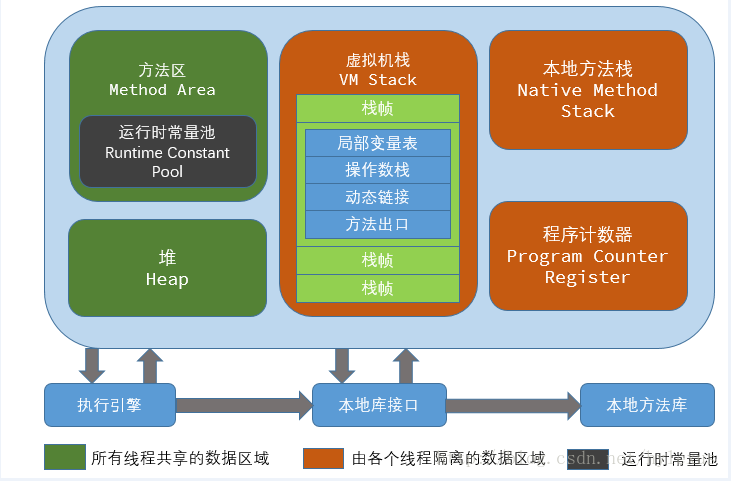 方法区
Method Area
运行时常量池
Runtime Constant
Pool
堆
Heap
虚拟机栈
VM Stack
栈帧
局部变量表
操作数栈
动态链接
方法出口
栈帧
栈帧
本地方法栈
Native Method
Stack
程序计数器
Program Counter
Register
执行引擎
本地库接口
本地方法库
所有线程共享的数据区域
由各个线程隔离的数据区域
运行时常量池